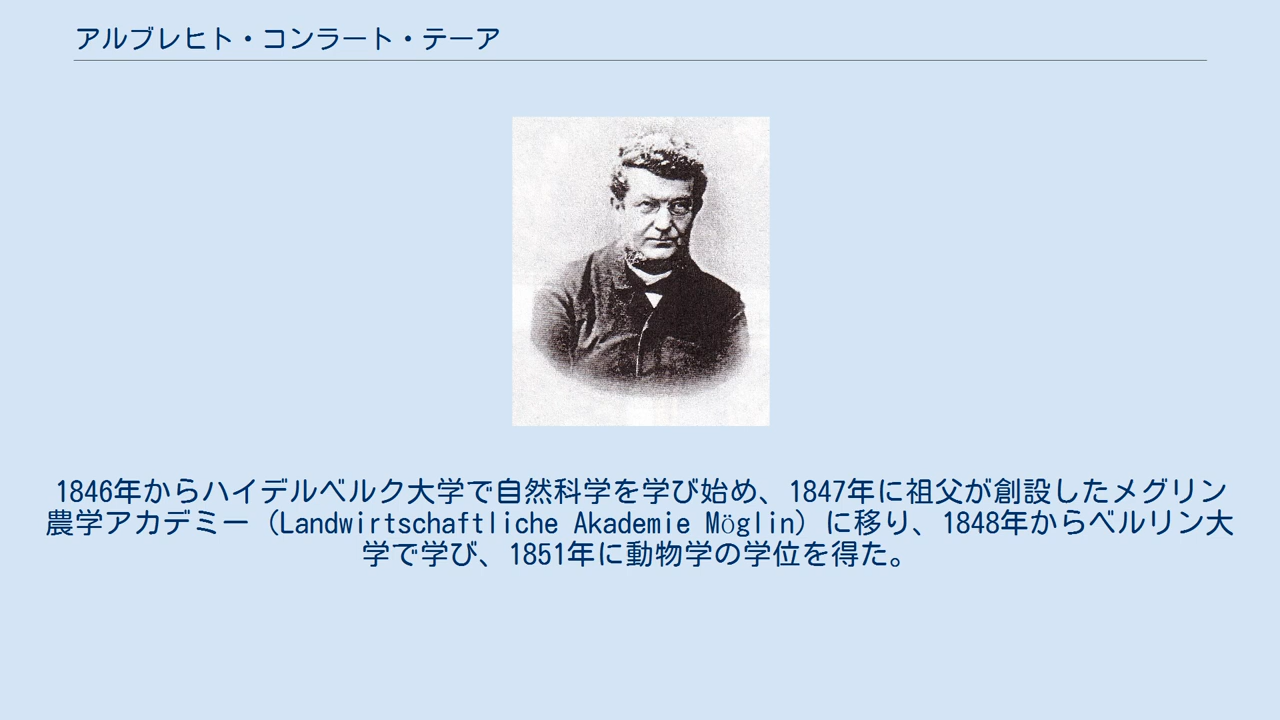 アルブレヒト・コンラート・テーア
1846年からハイデルベルク大学で自然科学を学び始め、1847年に祖父が創設したメグリン
農学アカデミー（Landwirtschaftliche Akademie Möglin）に移り、1848年からベルリン大
学で学び、1851年に動物学の学位を得た。